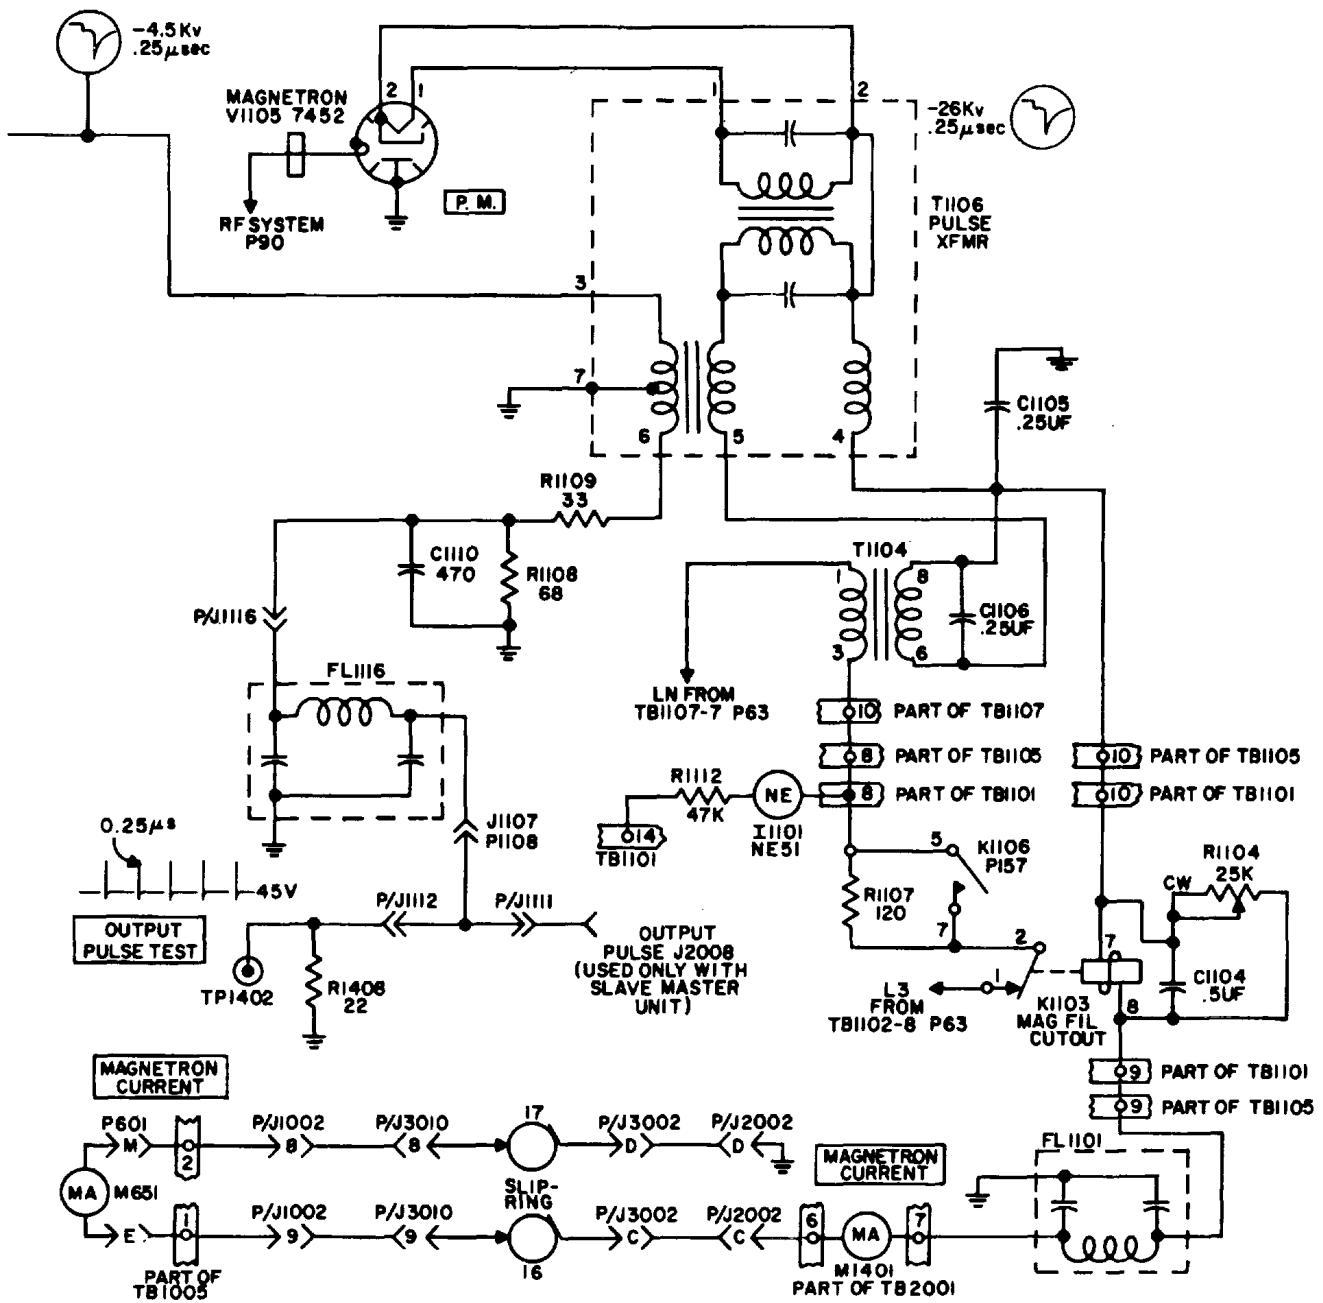 -4.5Kv
.25μsec
MAGNETRON
V1105 7452
2
1
RF SYSTEM
P90
P. M.
1
2
-26Kv
.25μsec
T1106
PULSE
XFMR
3
7
6
5
4
C1105
.25UF
R1109
33
C1110
470
R1108
68
T1104
1
8
C1106
.25UF
3
6
P/J1116
FL1116
LN FROM
TB1107-7 P63
10 PART OF TB1107
8 PART OF TB1105
8 PART OF TB1101
10 PART OF TB1105
10 PART OF TB1101
R1112
47K
NE
I1101
NE51
14
TB1101
0.25μs
45V
OUTPUT
PULSE TEST
J1107
P1108
5
K1106
P157
R1107
120
7
2
1
R1104
25K
CW
P/J1112
P/J1111
OUTPUT
PULSE J2008
(USED ONLY WITH
SLAVE MASTER
UNIT)
TP1402
R1408
22
L3
FROM
TB1102-8 P63
7
8
K1103
MAG FIL
CUTOUT
C1104
.5UF
9 PART OF TB1101
9 PART OF TB1105
MAGNETRON
CURRENT
P601
M
2
P/J1002
8
P/J3010
8
17
P/J3002
D
P/J2002
D
MA M651
SLIP-
RING
MAGNETRON
CURRENT
FL1101
E
1
P/J1002
9
P/J3010
9
16
P/J3002
C
P/J2002
C
6
MA
7
M1401
PART OF TB2001
PART OF
TB1005